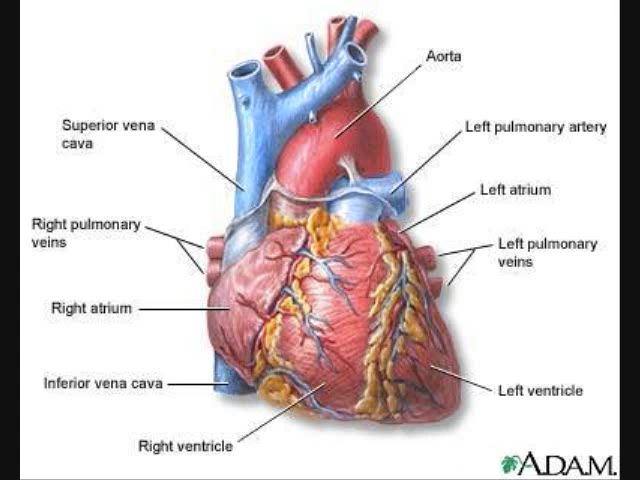 Aorta
Superior vena
cava
Left pulmonary artery
Left atrium
Right pulmonary
veins
Left pulmonary
veins
Right atrium
Inferior vena cava
Left ventricle
Right ventricle
A.D.A.M.